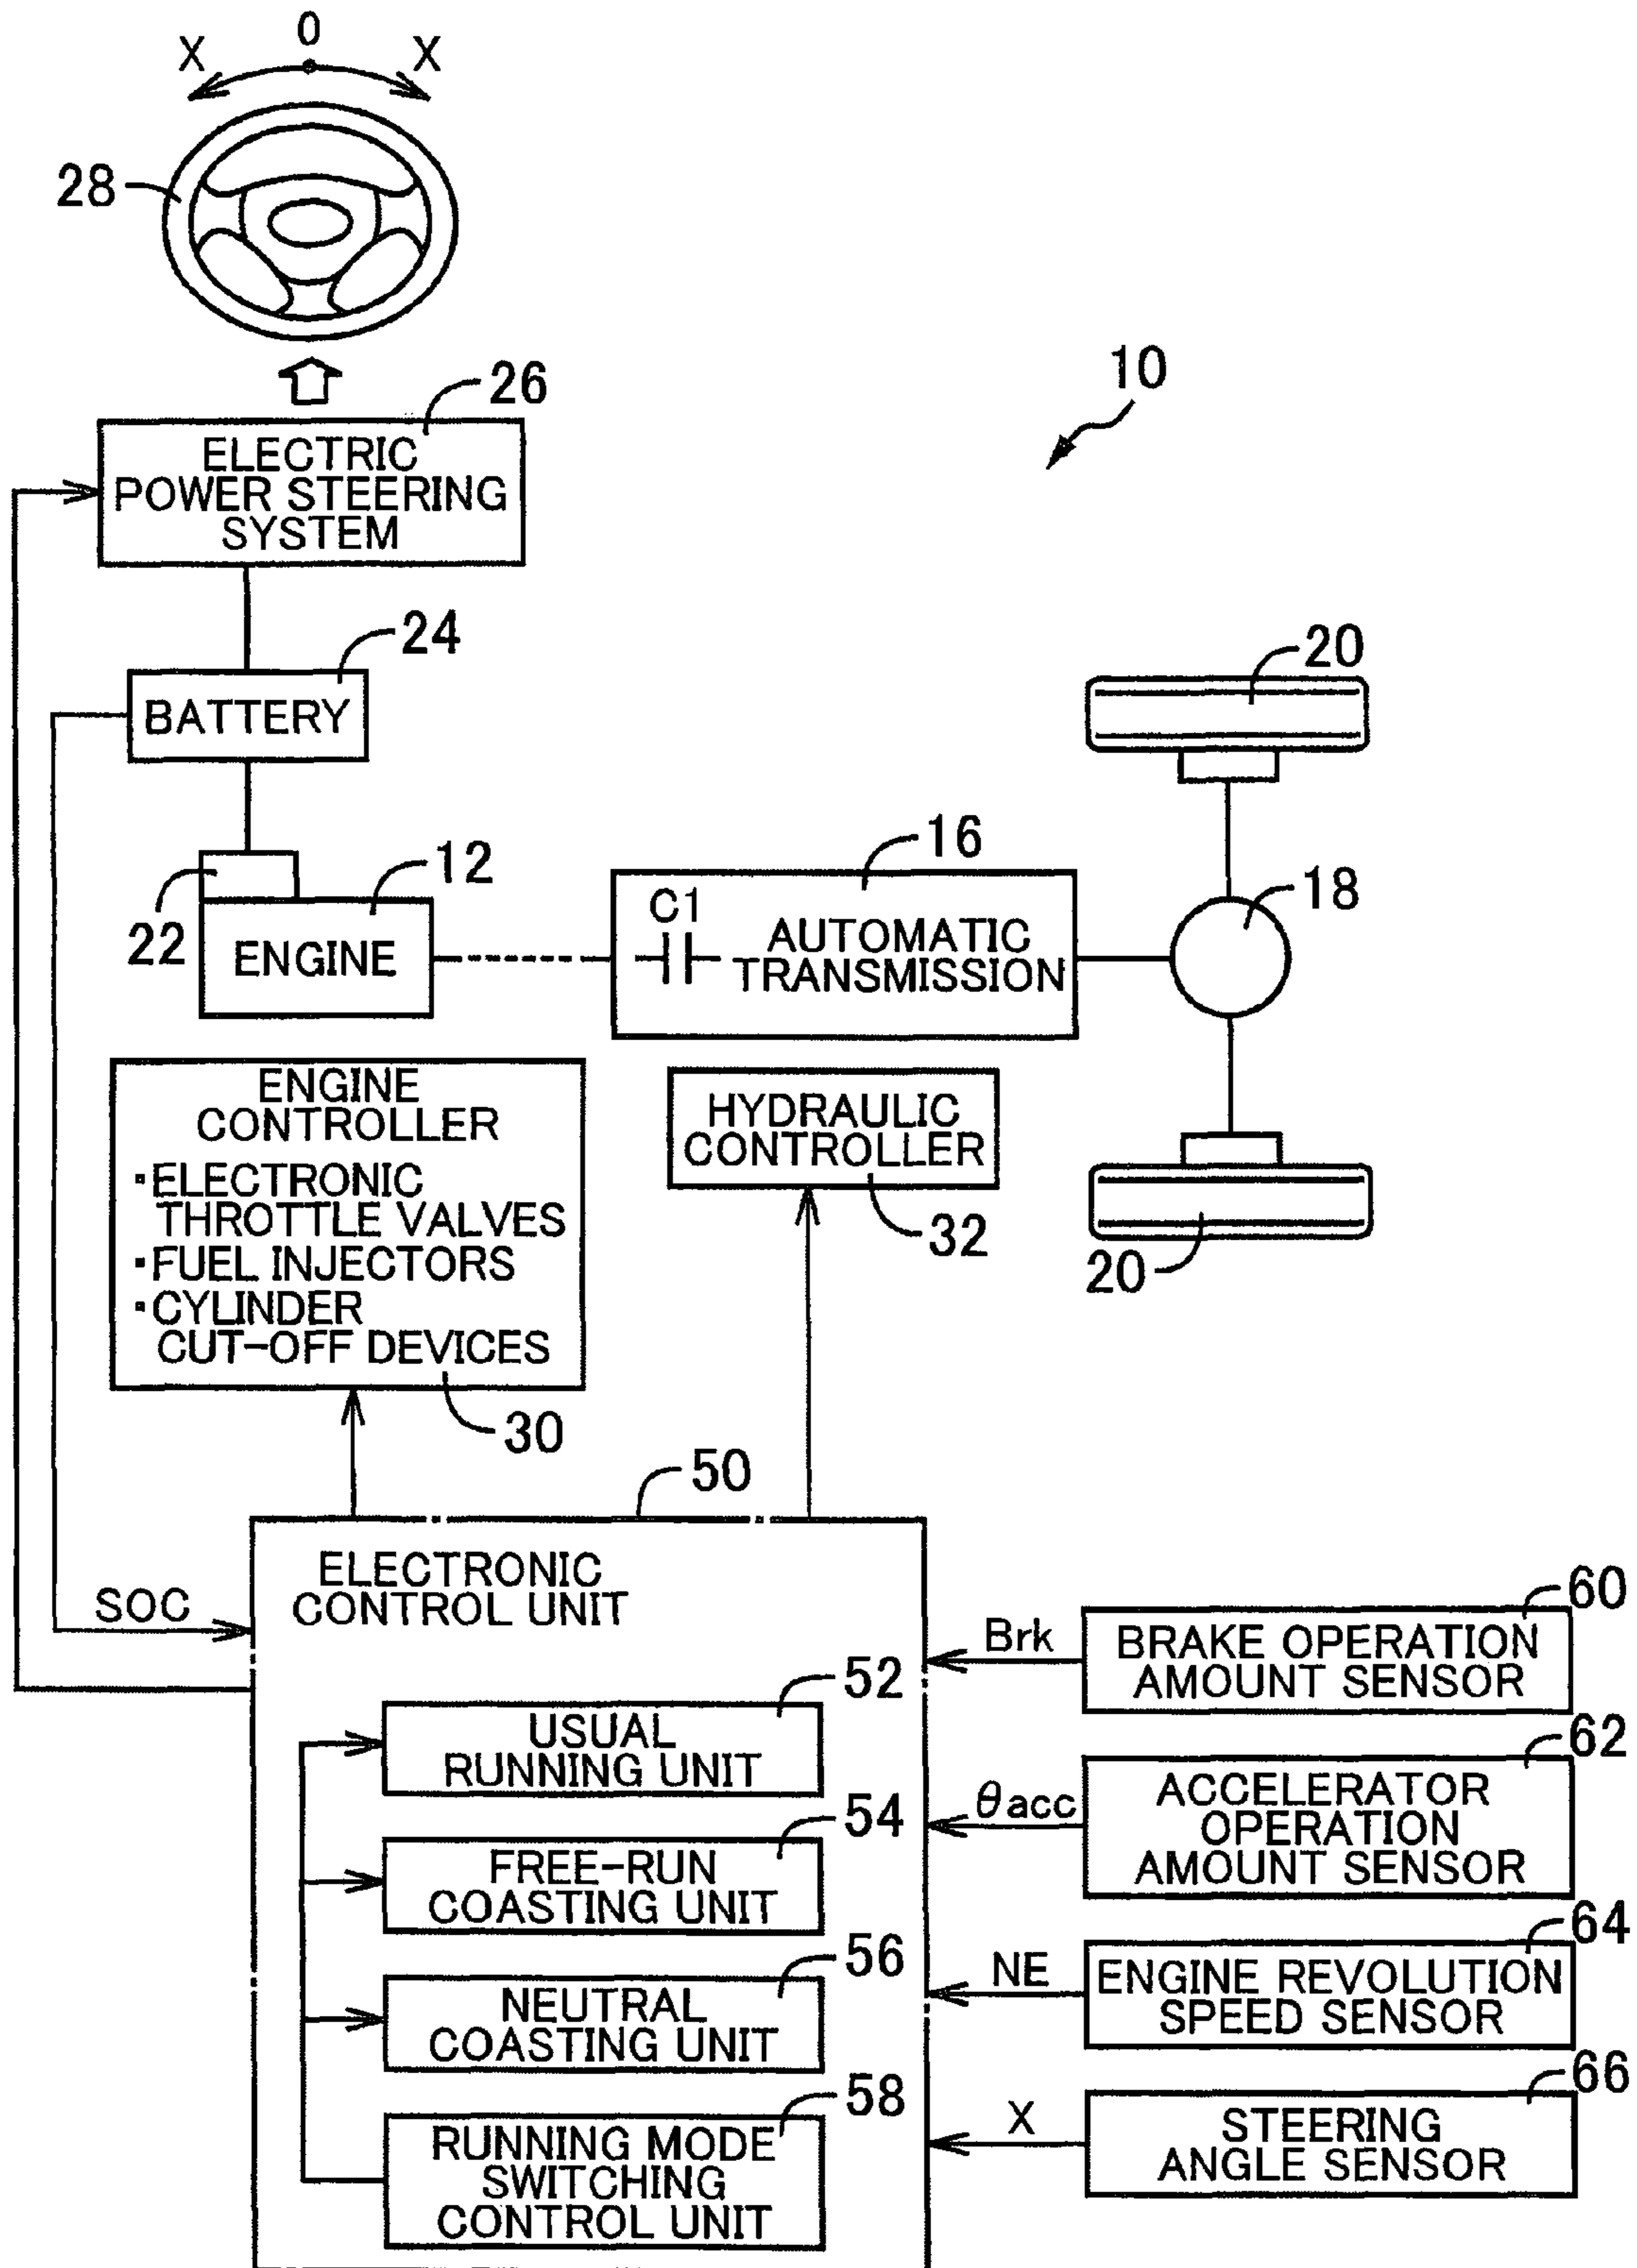 X 0 X
28
10
26
ELECTRIC
POWER STEERING
SYSTEM
24
BATTERY
20
22
12
ENGINE
16
C1
AUTOMATIC
TRANSMISSION
18
ENGINE
CONTROLLER
・ELECTRONIC
THROTTLE VALVES
・FUEL INJECTORS
・CYLINDER
CUT-OFF DEVICES
30
HYDRAULIC
CONTROLLER
32
20
50
ELECTRONIC
CONTROL UNIT
SOC
52
USUAL
RUNNING UNIT
54
FREE-RUN
COASTING UNIT
56
NEUTRAL
COASTING UNIT
58
RUNNING MODE
SWITCHING
CONTROL UNIT
60
Brk
BRAKE OPERATION
AMOUNT SENSOR
62
θacc
ACCELERATOR
OPERATION
AMOUNT SENSOR
64
NE
ENGINE REVOLUTION
SPEED SENSOR
66
X
STEERING
ANGLE SENSOR